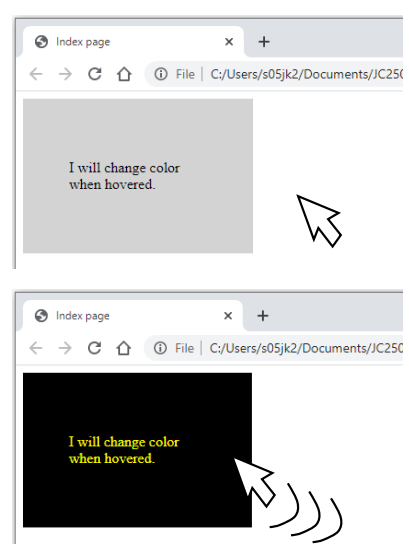 Index page
File | C:/Users/s05jk2/Documents/JC250
I will change color
when hovered.
Index page
File | C:/Users/s05jk2/Documents/JC250
I will change color
when hovered.